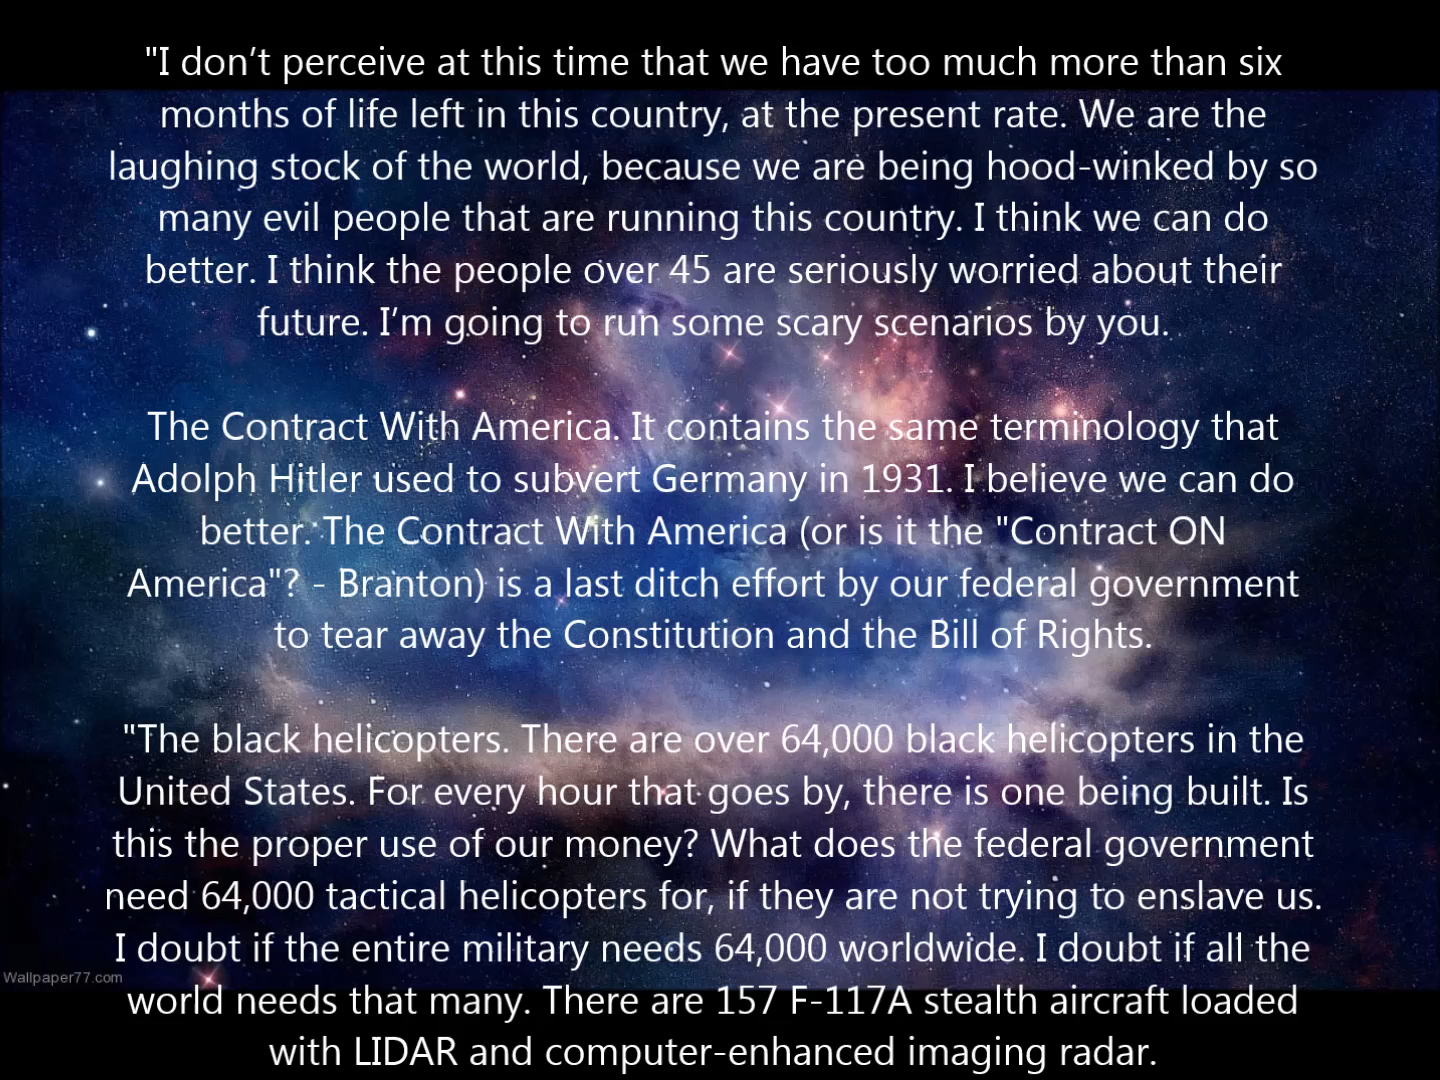 "I don’t perceive at this time that we have too much more than six
months of life left in this country, at the present rate. We are the
laughing stock of the world, because we are being hood-winked by so
many evil people that are running this country. I think we can do
better. I think the people over 45 are seriously worried about their
future. I’m going to run some scary scenarios by you.
The Contract With America. It contains the same terminology that
Adolph Hitler used to subvert Germany in 1931. I believe we can do
better. The Contract With America (or is it the "Contract ON
America"? - Branton) is a last ditch effort by our federal government
to tear away the Constitution and the Bill of Rights.
"The black helicopters. There are over 64,000 black helicopters in the
United States. For every hour that goes by, there is one being built. Is
this the proper use of our money? What does the federal government
need 64,000 tactical helicopters for, if they are not trying to enslave us.
I doubt if the entire military needs 64,000 worldwide. I doubt if all the
world needs that many. There are 157 F-117A stealth aircraft loaded
with LIDAR and computer-enhanced imaging radar.
Wallpaper77.com